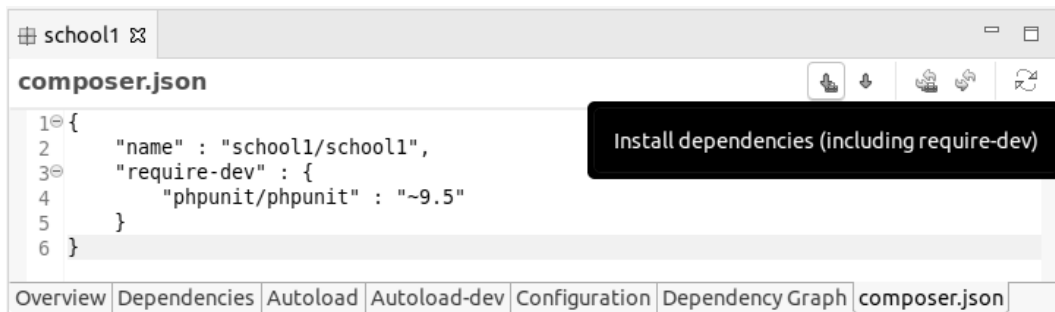 school1
composer.json
Install dependencies (including require-dev)
1 {
2 "name" : "school1/school1",
3 "require-dev" : {
4 "phpunit/phpunit" : "~9.5"
5 }
6 }
Overview Dependencies Autoload Autoload-dev Configuration Dependency Graph composer.json